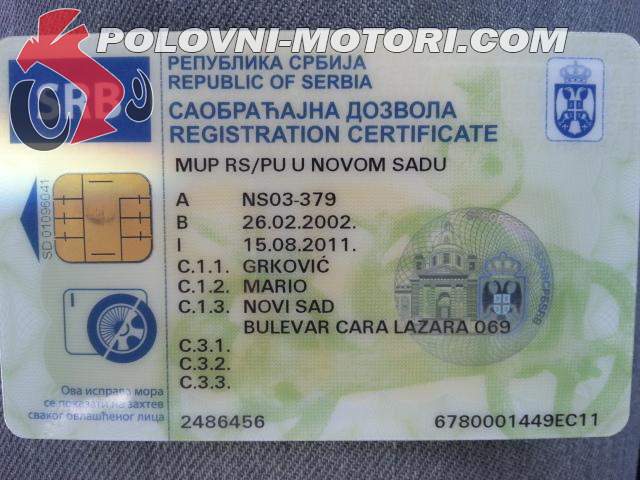 POLOVNI-MOTORI.COM
РЕПУБЛИКА СРБИЈА
REPUBLIC OF SERBIA
SRB
САОБРАЋАЈНА ДОЗВОЛА
REGISTRATION CERTIFICATE
MUP RS/PU U NOVOM SADU
A NS03-379
B 26.02.2002.
I 15.08.2011.
C.1.1. GRKOVIĆ
C.1.2. MARIO
C.1.3. NOVI SAD
BULEVAR CARA LAZARA 069
C.3.1.
C.3.2.
C.3.3.
SD 01096041
Ова исправа мора
се показати на захтев
сваког овлашћеног лица
2486456 6780001449EC11